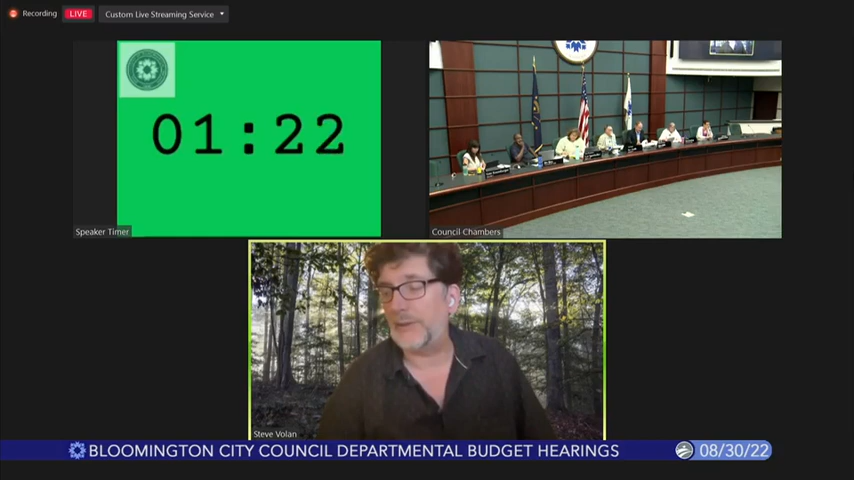 Recording
LIVE
Custom Live Streaming Service
01:22
Speaker Timer
Council Chambers
Steve Volan
BLOOMINGTON CITY COUNCIL DEPARTMENTAL BUDGET HEARINGS
08/30/22